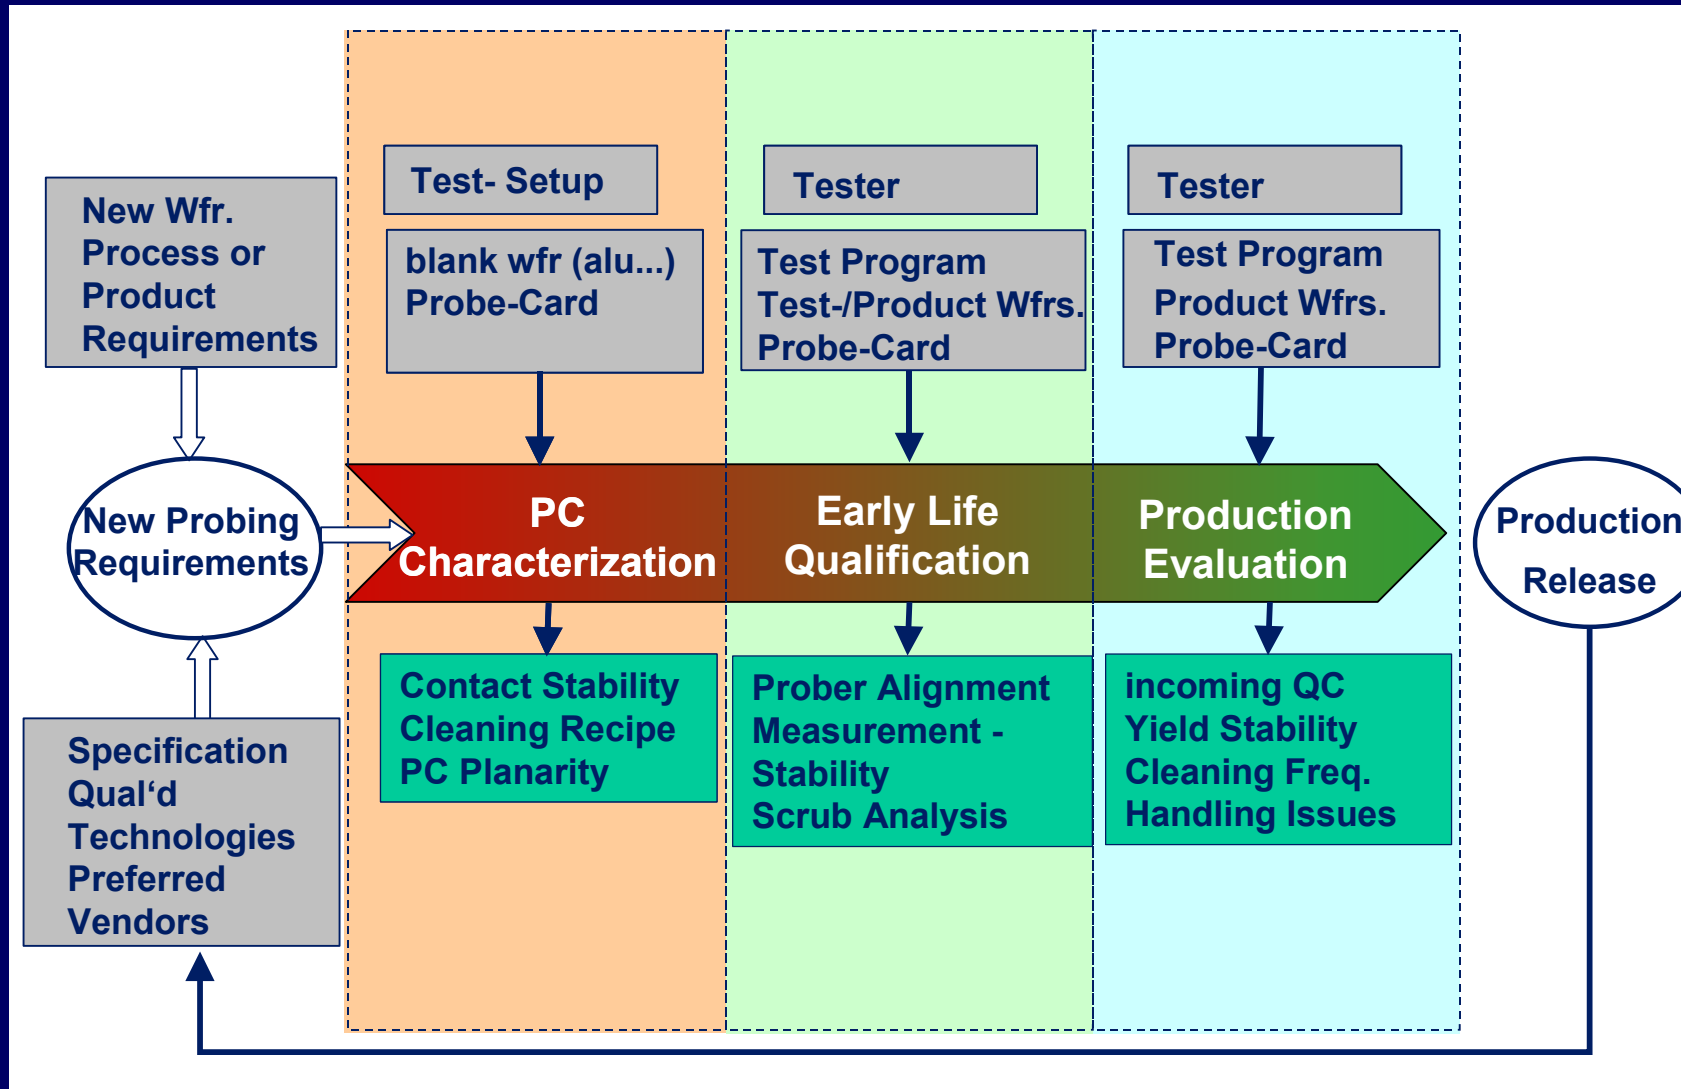 New Wfr.
Process or
Product
Requirements
New Probing
Requirements
Specification
Qual‘d
Technologies
Preferred
Vendors
Test- Setup
blank wfr (alu...)
Probe-Card
PC
Characterization
Contact Stability
Cleaning Recipe
PC Planarity
Tester
Test Program
Test-/Product Wfrs.
Probe-Card
Early Life
Qualification
Prober Alignment
Measurement -
Stability
Scrub Analysis
Tester
Test Program
Product Wfrs.
Probe-Card
Production
Evaluation
incoming QC
Yield Stability
Cleaning Freq.
Handling Issues
Production
Release